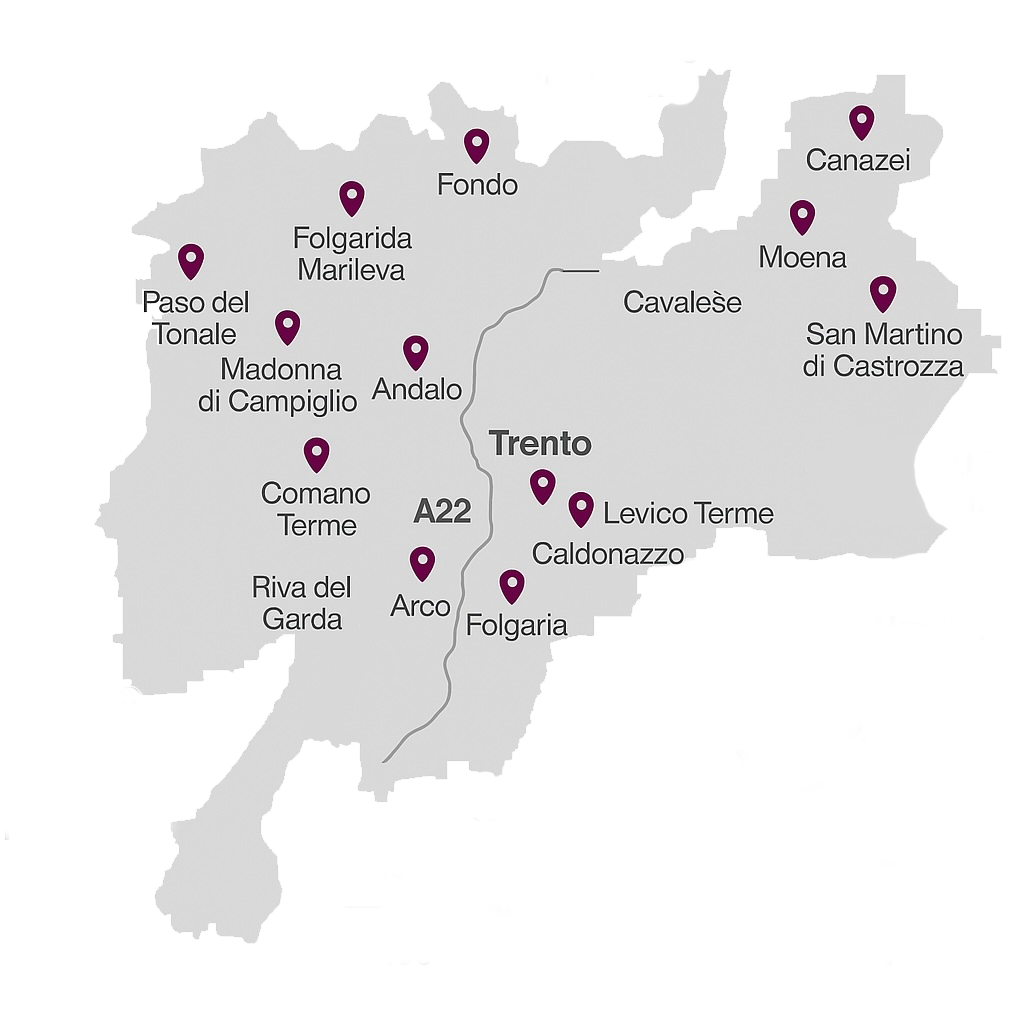 Canazei
Fondo
Folgarida
Marileva
Moena
Paso del
Tonale
Cavalese
San Martino
di Castrozza
Madonna
di Campiglio
Andalo
Trento
Comano
Terme
A22
Levico Terme
Caldonazzo
Riva del
Garda
Arco
Folgaria